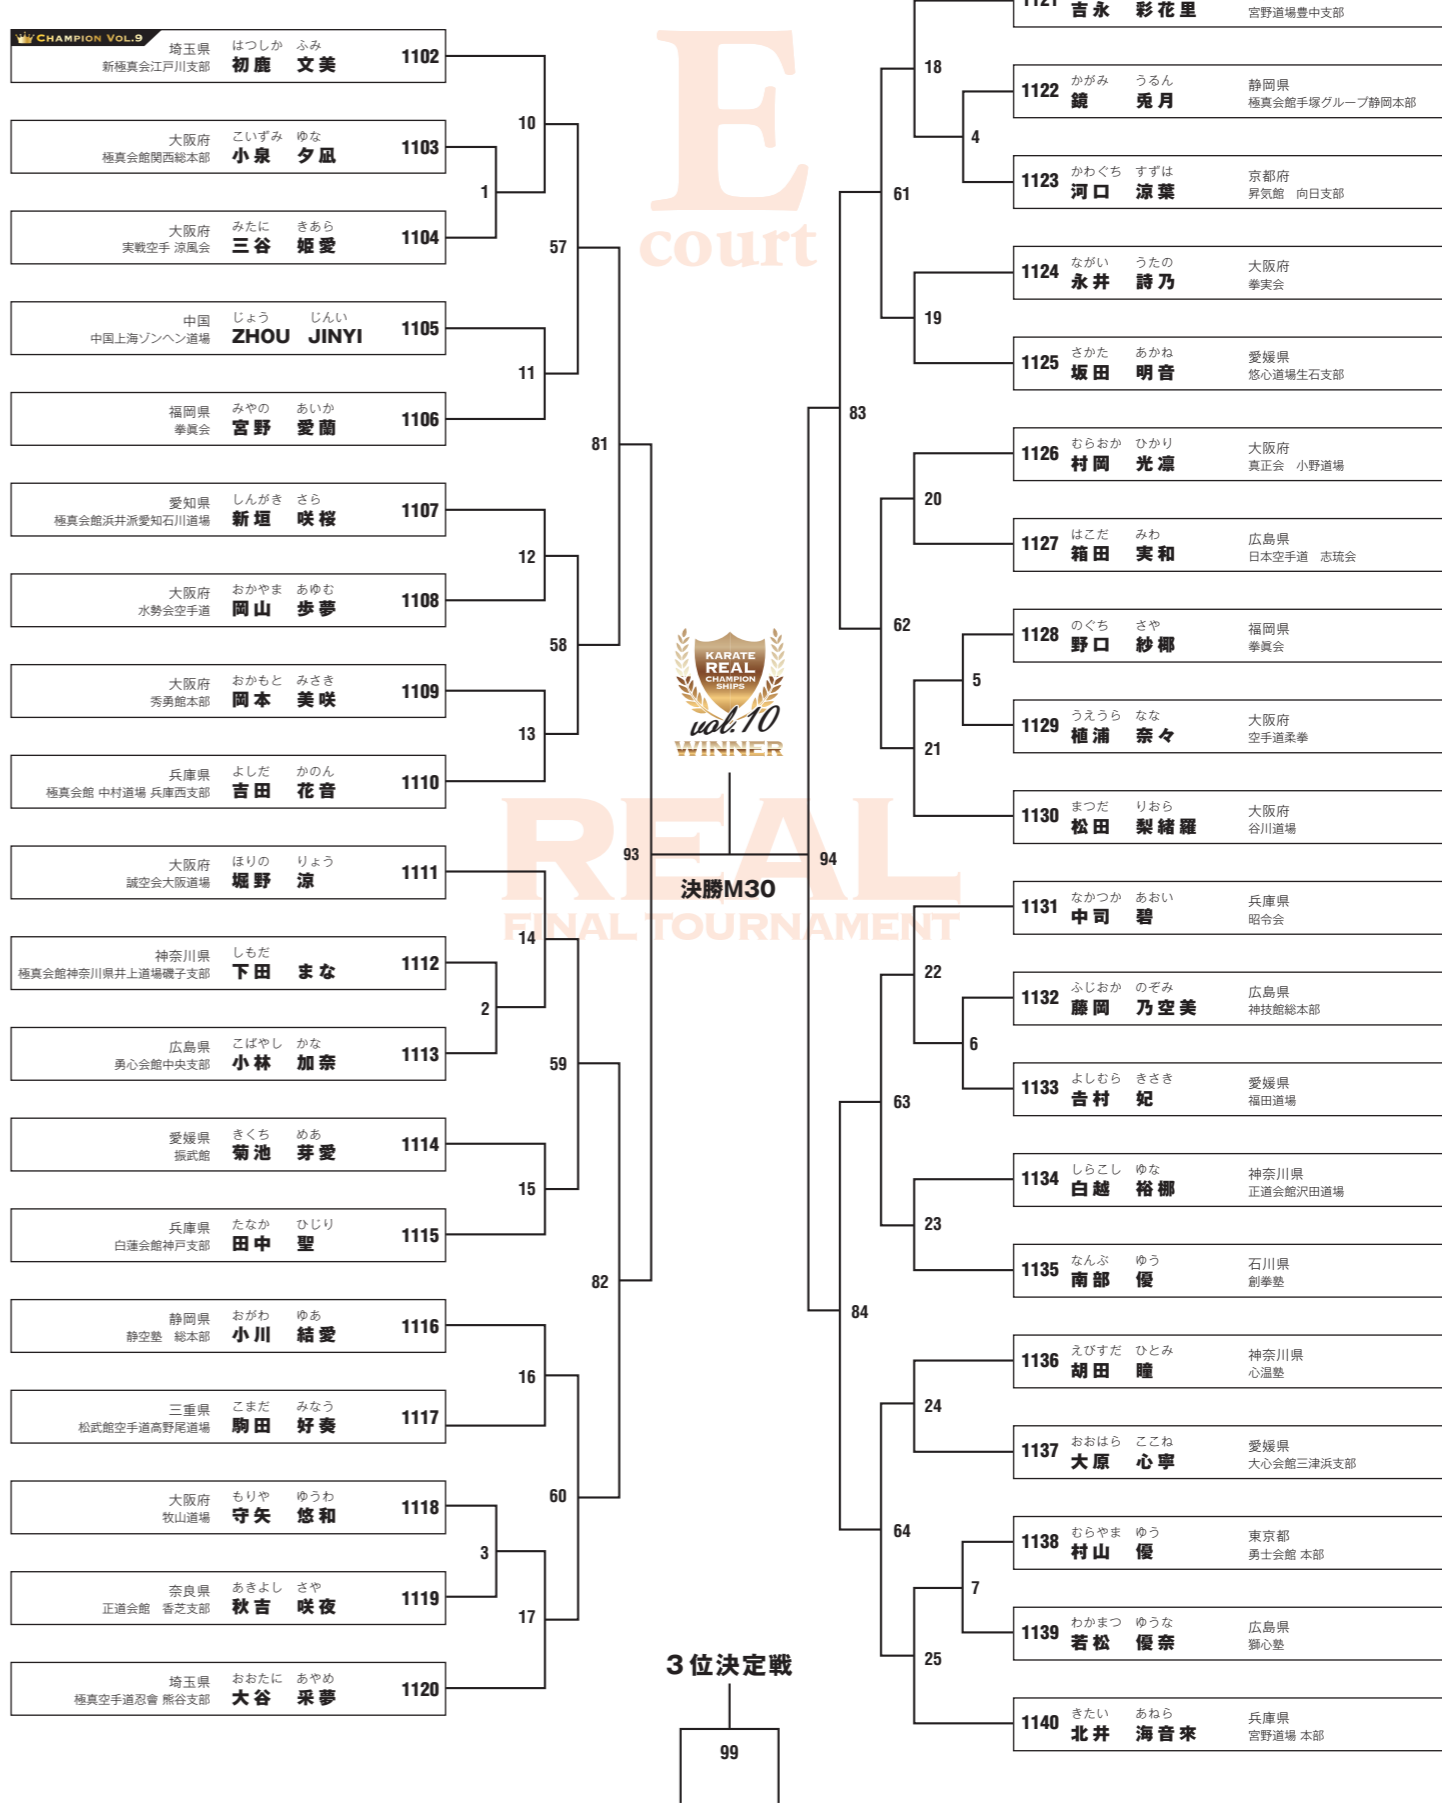 CHAMPION VOL.9
埼玉県 はつしか ふみ
新極真会江戸川支部 初鹿 文美 1102
大阪府 こいずみ ゆな
極真会館関西総本部 小泉 夕凪 1103
大阪府 みたに きあら
実戦空手 涼風会 三谷 姫愛 1104
中国 じょう じんい
中国上海ゾンヘン道場 ZHOU JINYI 1105
福岡県 みやの あいか
拳眞会 宮野 愛蘭 1106
愛知県 しんがき さら
極真会館浜井派愛知石川道場 新垣 咲桜 1107
大阪府 おかやま あゆむ
水勢会空手道 岡山 歩夢 1108
大阪府 おかもと みさき
秀勇館本部 岡本 美咲 1109
兵庫県 よしだ かのん
極真会館 中村道場 兵庫西支部 吉田 花音 1110
大阪府 ほりの りょう
誠空会大阪道場 堀野 涼 1111
神奈川県 しもだ
極真会館神奈川県井上道場磯子支部 下田 まな 1112
広島県 こばやし かな
勇心会館中央支部 小林 加奈 1113
愛媛県 きくち めあ
振武館 菊池 芽愛 1114
兵庫県 たなか ひじり
白蓮会館神戸支部 田中 聖 1115
静岡県 おがわ ゆあ
静空塾 総本部 小川 結愛 1116
三重県 こまだ みなう
松武館空手道高野尾道場 駒田 好奏 1117
大阪府 もりや ゆうわ
牧山道場 守矢 悠和 1118
奈良県 あきよし さや
正道会館 香芝支部 秋吉 咲夜 1119
埼玉県 おおたに あやめ
極真空手道忍會 熊谷支部 大谷 采夢 1120
1
2
3
10
11
12
13
14
15
16
17
57
58
59
60
81
82
93
E
court
KARATE
REAL
CHAMPION
SHIPS
vol.10
WINNER
REAL
FINAL TOURNAMENT
決勝M30
3位決定戦
99
94
83
84
61
62
63
64
18
19
20
21
22
23
24
25
4
5
6
7
1121 吉永 彩花里 宮野道場豊中支部
かがみ うるん 静岡県
1122 鏡 兎月 極真会館手塚グループ静岡本部
かわぐち すずは 京都府
1123 河口 涼葉 昇気館 向日支部
ながい うたの 大阪府
1124 永井 詩乃 拳実会
さかた あかね 愛媛県
1125 坂田 明音 悠心道場生石支部
むらおか ひかり 大阪府
1126 村岡 光凛 真正会 小野道場
はこだ みわ 広島県
1127 箱田 実和 日本空手道 志琉会
のぐち さや 福岡県
1128 野口 紗椰 拳眞会
うえうら なな 大阪府
1129 植浦 奈々 空手道柔拳
まつだ りおら 大阪府
1130 松田 梨緒羅 谷川道場
なかつか あおい 兵庫県
1131 中司 碧 昭令会
ふじおか のぞみ 広島県
1132 藤岡 乃空美 神技館総本部
よしむら きさき 愛媛県
1133 吉村 妃 福田道場
しらこし ゆな 神奈川県
1134 白越 裕梛 正道会館沢田道場
なんぶ ゆう 石川県
1135 南部 優 創拳塾
えびすだ ひとみ 神奈川県
1136 胡田 瞳 心温塾
おおはら ここね 愛媛県
1137 大原 心寧 大心会館三津浜支部
むらやま ゆう 東京都
1138 村山 優 勇士会館 本部
わかまつ ゆうな 広島県
1139 若松 優奈 獅心塾
きたい あねら 兵庫県
1140 北井 海音來 宮野道場 本部